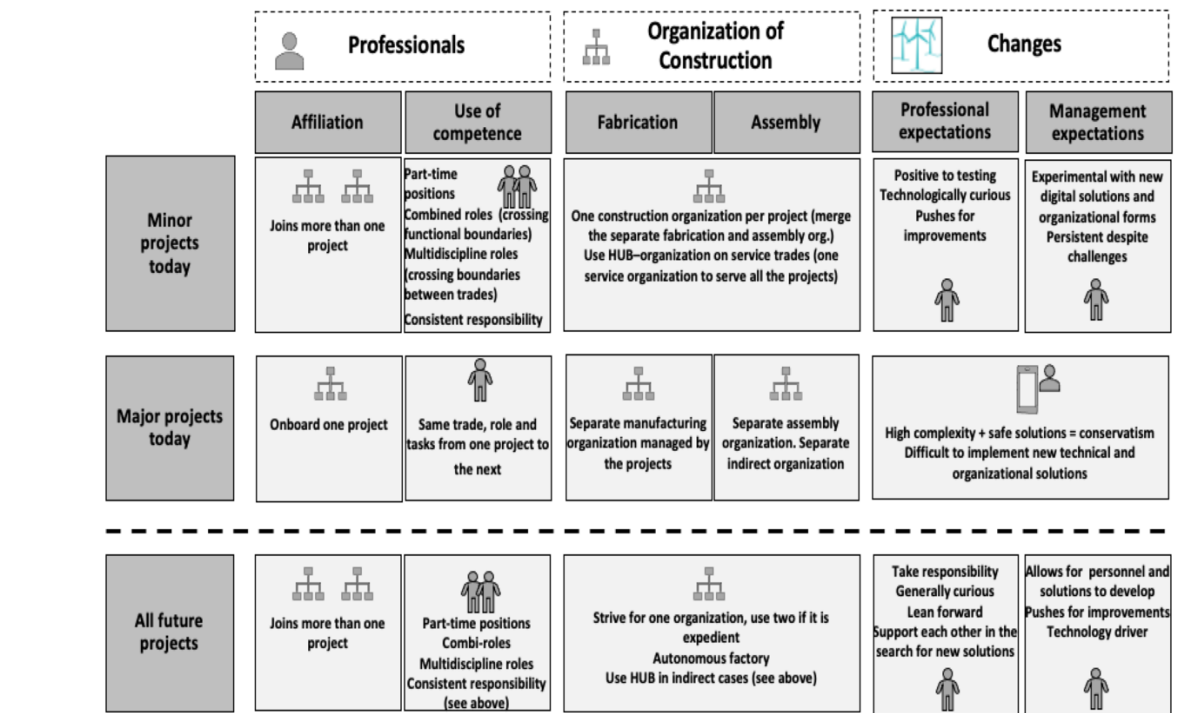 Professionals
Organization of
Construction
Changes
Affiliation
Use of
competence
Fabrication
Assembly
Professional
expectations
Management
expectations
Minor
projects
today
Joins more than one
project
Part-time
positions
Combined roles (crossing
functional boundaries)
Multidiscipline roles
(crossing boundaries
between trades)
Consistent responsibility
One construction organization per project (merge
the separate fabrication and assembly org.)
Use HUB–organization on service trades (one
service organization to serve all the projects)
Positive to testing
Technologically curious
Pushes for
improvements
Experimental with new
digital solutions and
organizational forms
Persistent despite
challenges
Major projects
today
Onboard one project
Same trade, role and
tasks from one project to
the next
Separate manufacturing
organization managed by
the projects
Separate assembly
organization. Separate
indirect organization
High complexity + safe solutions = conservatism
Difficult to implement new technical and
organizational solutions
All future
projects
Joins more than one
project
Part-time positions
Combi-roles
Multidiscipline roles
Consistent responsibility
(see above)
Strive for one organization, use two if it is
expedient
Autonomous factory
Use HUB in indirect cases (see above)
Take responsibility
Generally curious
Lean forward
Support each other in the
search for new solutions
Allows for personnel and
solutions to develop
Pushes for improvements
Technology driver